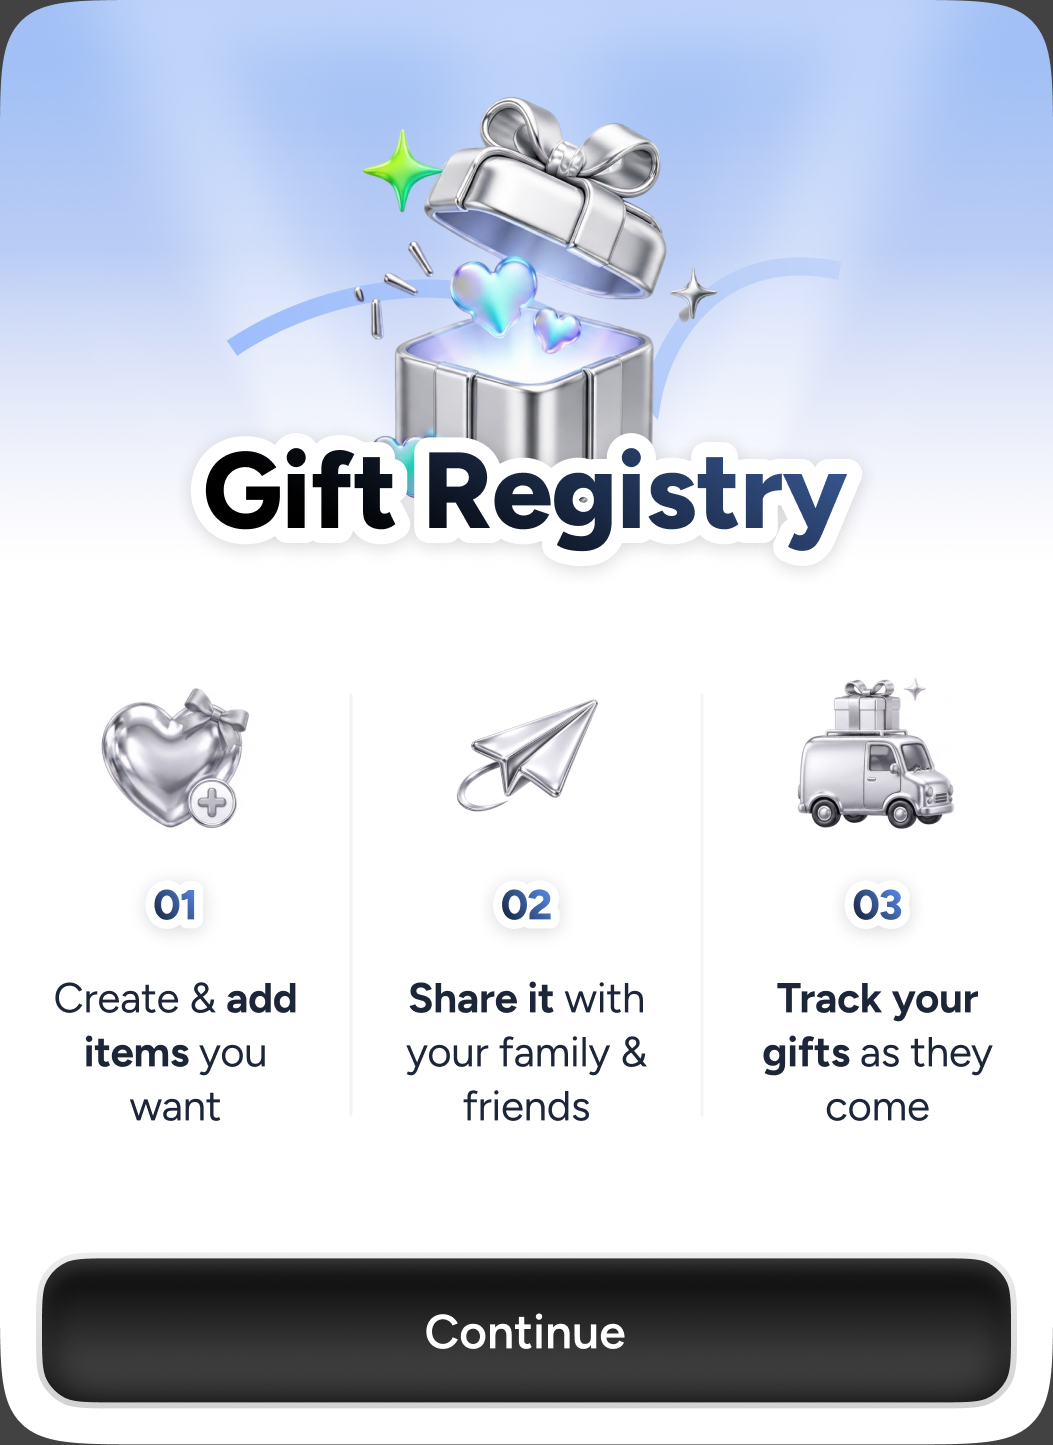 Gift Registry
01
Create & add
items you
want
02
Share it with
your family &
friends
03
Track your
gifts as they
come
Continue